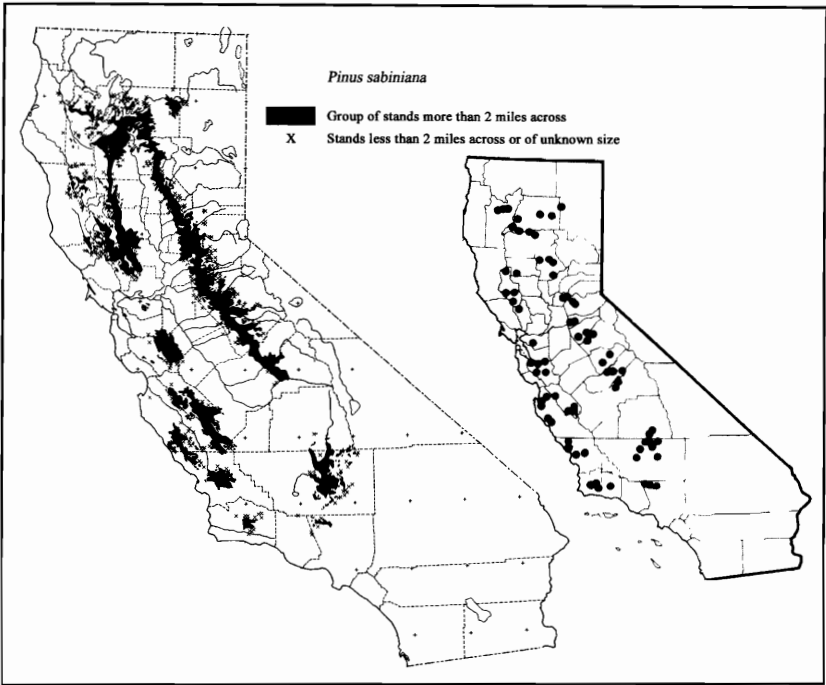 Pinus sabiniana
Group of stands more than 2 miles across
X Stands less than 2 miles across or of unknown size